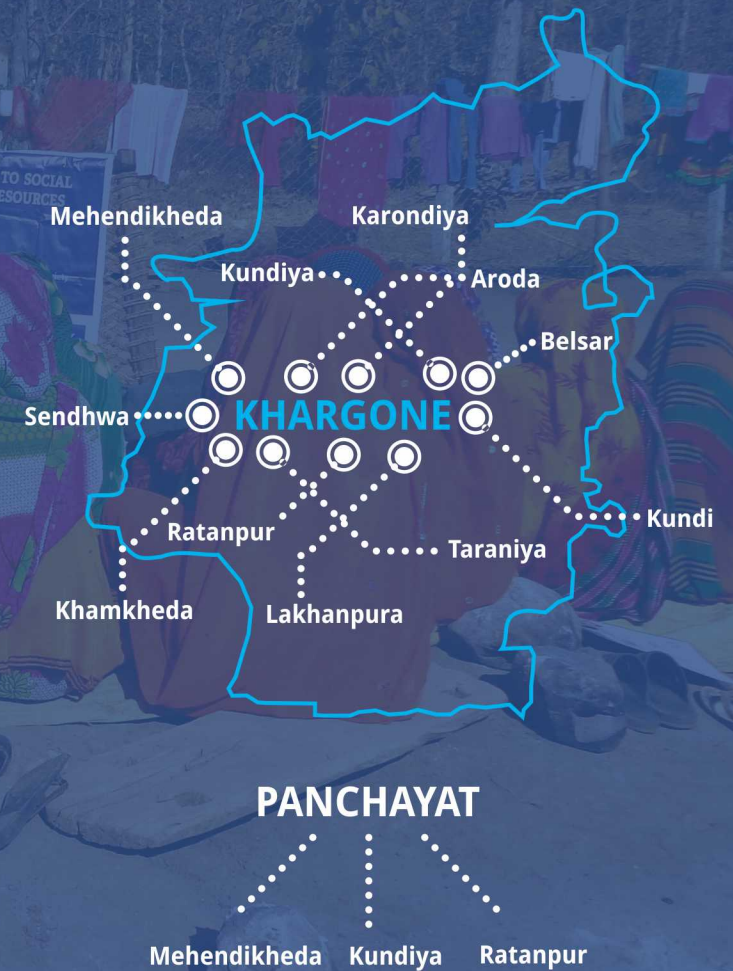 TO SOCIAL
RESOURCES
Mehendikheda
Karondiya
Kundiya
Aroda
Belsar
Sendhwa
KHARGONE
Kundi
Ratanpur
Taraniya
Khamkheda
Lakhanpura
PANCHAYAT
Mehendikheda Kundiya Ratanpur